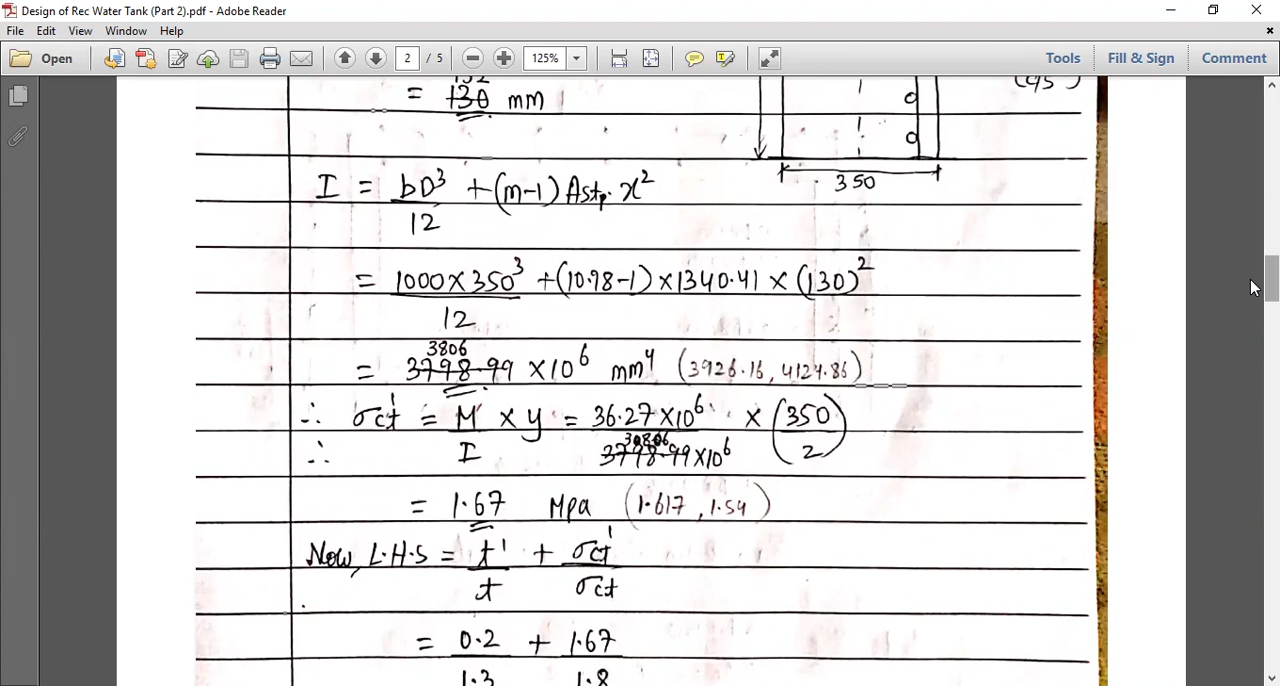 Design of Rec Water Tank (Part 2).pdf - Adobe Reader
File Edit View Window Help
Open 2 / 5 125% Tools Fill & Sign Comment
132
= 130 mm
350
I = bD³/12 + (m-1) Astp. x²
= 1000 × 350³/12 + (10.98-1) × 1340.41 × (130)²
3806
= 3798.99 × 10⁶ mm⁴ (3926.16, 4124.86)
∴ σct' = M/I × y = 36.27 × 10⁶ / 3798.99 × 10⁶ × (350/2)
30806
∴
= 1.67 Mpa (1.617, 1.54)
Now, L.H.S = t'/t + σct'/σct
= 0.2/1.3 + 1.67/1.8